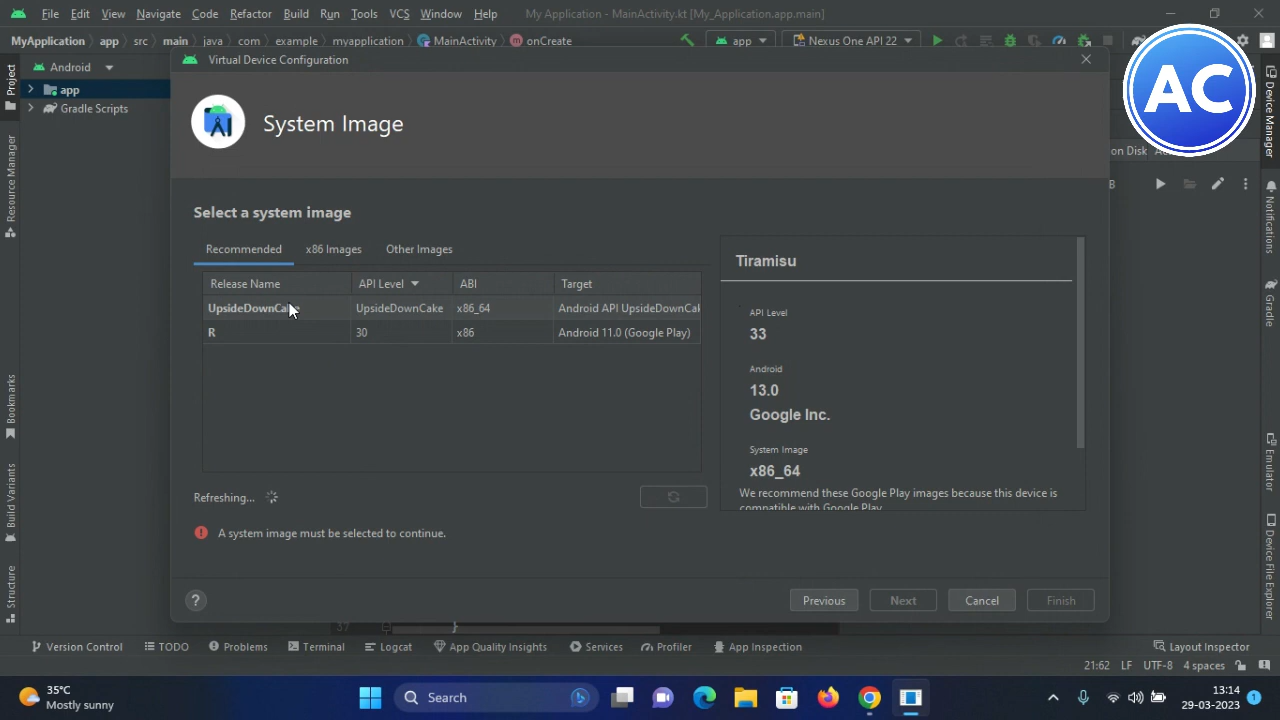 File Edit View Navigate Code Refactor Build Run Tools VCS Window Help My Application - MainActivity.kt [My_Application.app.main]
MyApplication app src main java com example myapplication MainActivity onCreate app Nexus One API 22
Android
Virtual Device Configuration
AC
app
Gradle Scripts
System Image
on Disk
B
Select a system image
Recommended x86 Images Other Images
Release Name API Level ABI Target
UpsideDownCake UpsideDownCake x86_64 Android API UpsideDownCak
R 30 x86 Android 11.0 (Google Play)
Refreshing...
A system image must be selected to continue.
Tiramisu
API Level
33
Android
13.0
Google Inc.
System Image
x86_64
We recommend these Google Play images because this device is
compatible with Google Play
? Previous Next Cancel Finish
37 }
Project
Resource Manager
Bookmarks
Build Variants
Structure
Device Manager
Notifications
Gradle
Emulator
Device File Explorer
Version Control TODO Problems Terminal Logcat App Quality Insights Services Profiler App Inspection Layout Inspector
21:62 LF UTF-8 4 spaces
35°C
Mostly sunny
Search
13:14
29-03-2023
1